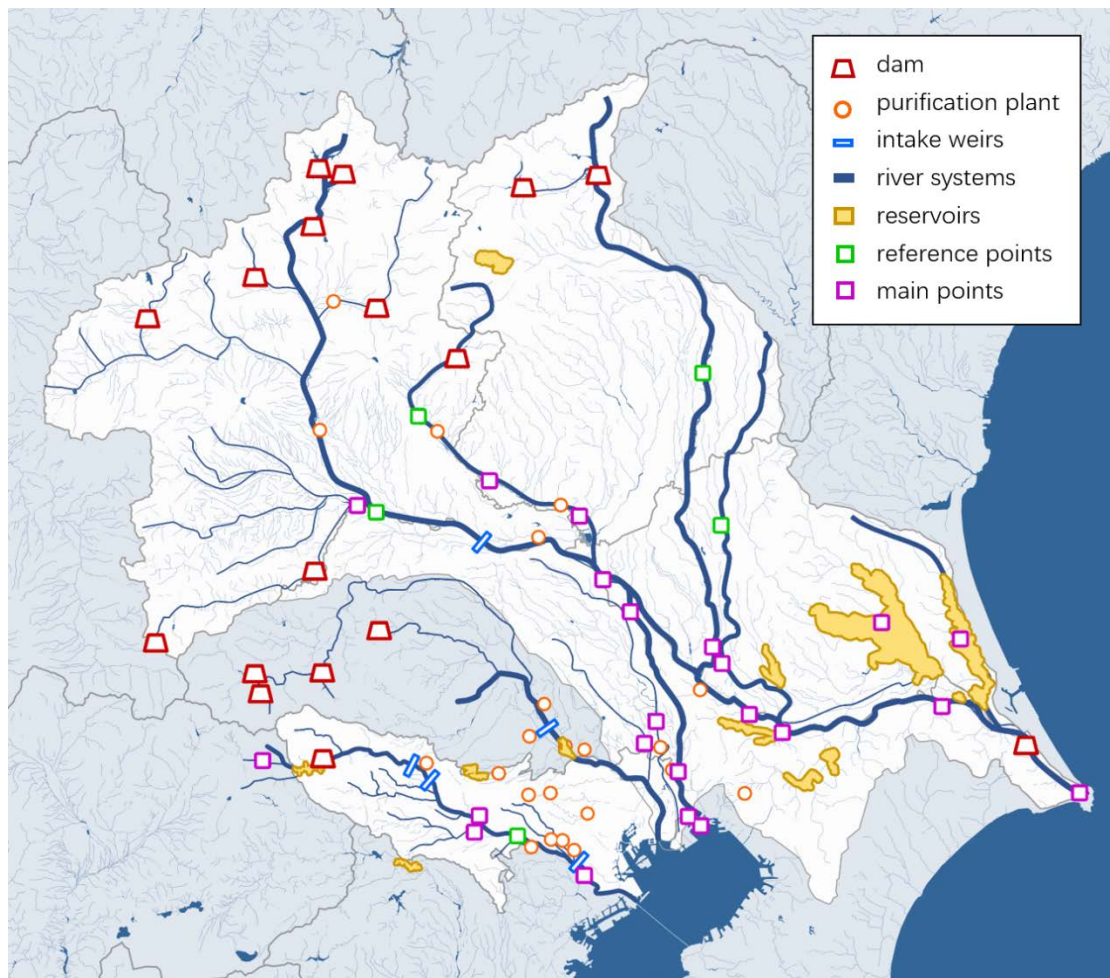 dam
purification plant
intake weirs
river systems
reservoirs
reference points
main points